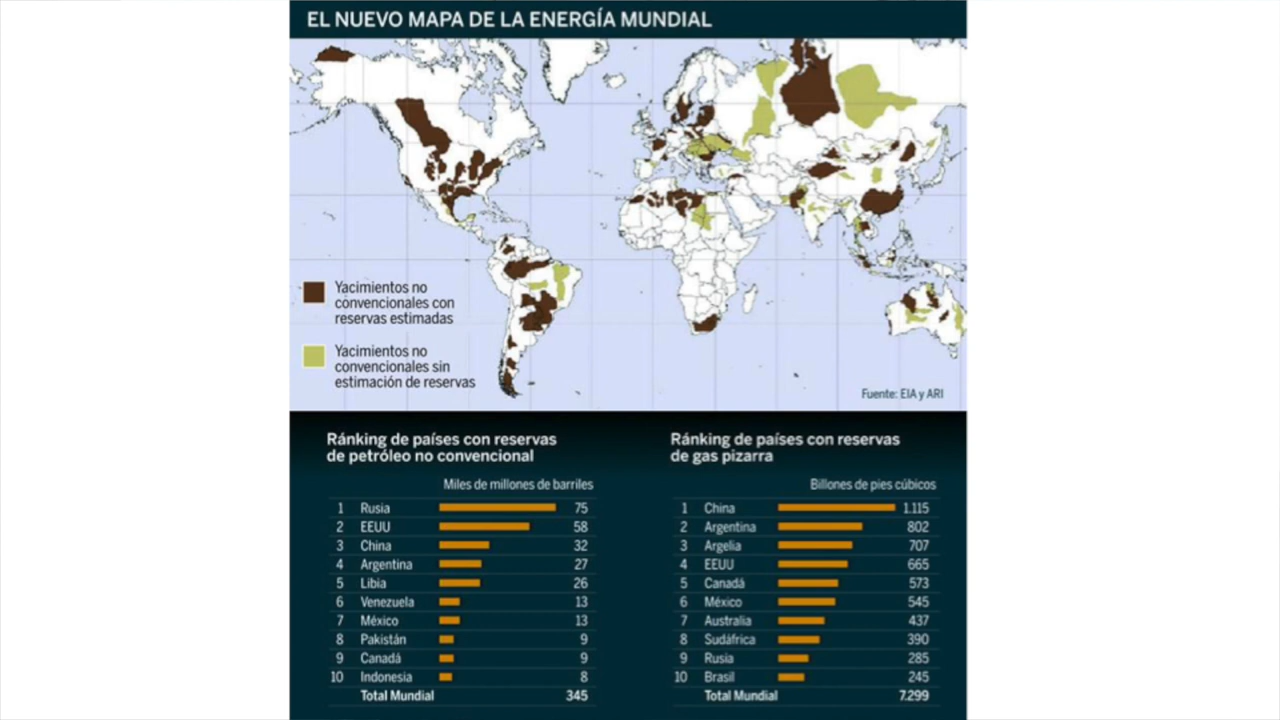 EL NUEVO MAPA DE LA ENERGÍA MUNDIAL
Yacimientos no
convencionales con
reservas estimadas
Yacimientos no
convencionales sin
estimación de reservas
Fuente: EIA y ARI
Ránking de países con reservas
de petróleo no convencional
Miles de millones de barriles
1 Rusia 75
2 EEUU 58
3 China 32
4 Argentina 27
5 Libia 26
6 Venezuela 13
7 México 13
8 Pakistán 9
9 Canadá 9
10 Indonesia 8
Total Mundial 345
Ránking de países con reservas
de gas pizarra
Billones de pies cúbicos
1 China 1.115
2 Argentina 802
3 Argelia 707
4 EEUU 665
5 Canadá 573
6 México 545
7 Australia 437
8 Sudáfrica 390
9 Rusia 285
10 Brasil 245
Total Mundial 7.299